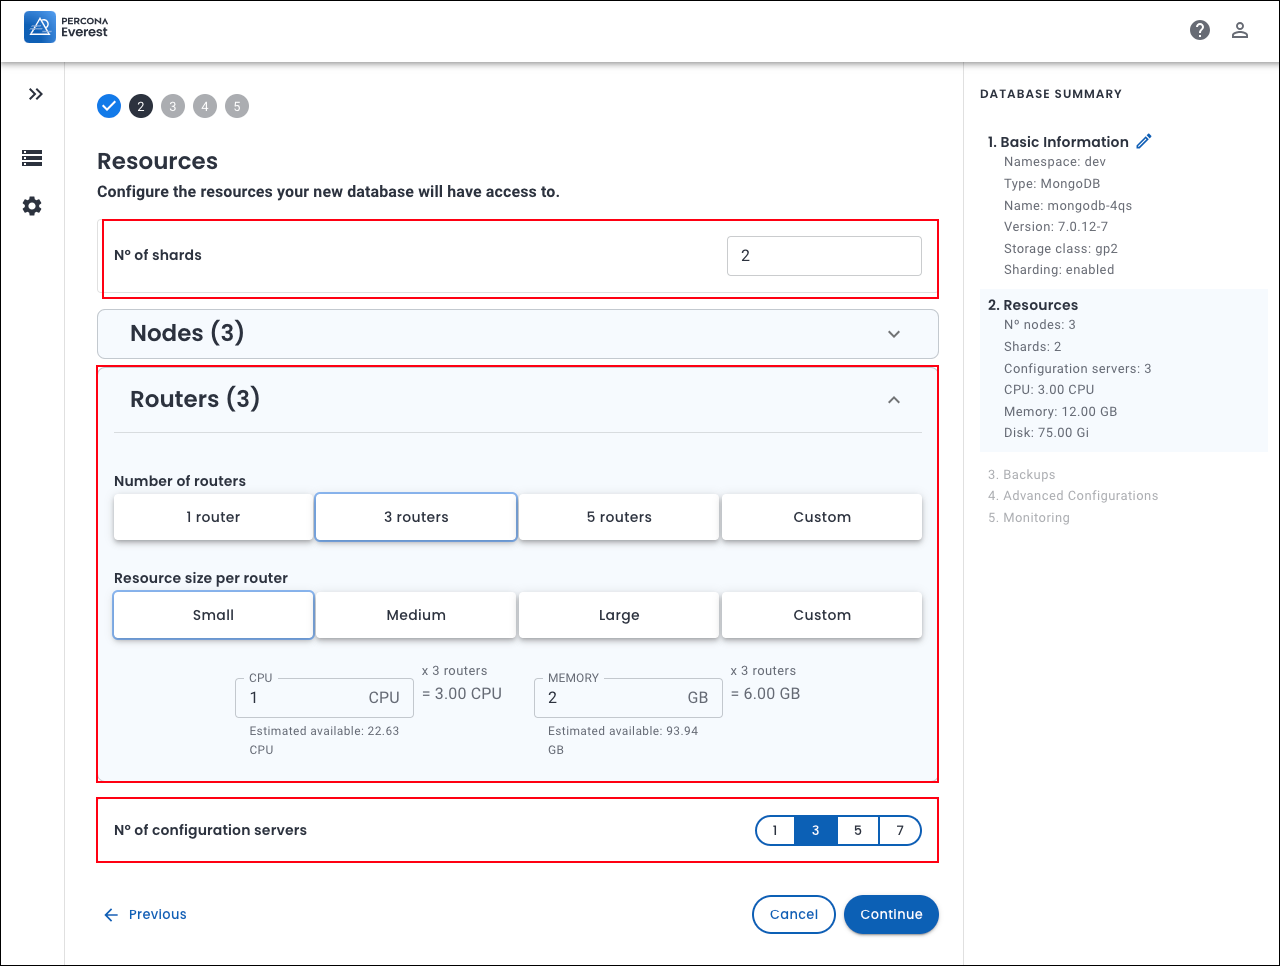 PERCONA
Everest
2
3
4
5
Resources
Configure the resources your new database will have access to.
Nº of shards
2
Nodes (3)
Routers (3)
Number of routers
1 router
3 routers
5 routers
Custom
Resource size per router
Small
Medium
Large
Custom
CPU
1 CPU
x 3 routers
= 3.00 CPU
Estimated available: 22.63
CPU
MEMORY
2 GB
x 3 routers
= 6.00 GB
Estimated available: 93.94
GB
Nº of configuration servers
1
3
5
7
Previous
Cancel
Continue
DATABASE SUMMARY
1. Basic Information
Namespace: dev
Type: MongoDB
Name: mongodb-4qs
Version: 7.0.12-7
Storage class: gp2
Sharding: enabled
2. Resources
Nº nodes: 3
Shards: 2
Configuration servers: 3
CPU: 3.00 CPU
Memory: 12.00 GB
Disk: 75.00 Gi
3. Backups
4. Advanced Configurations
5. Monitoring